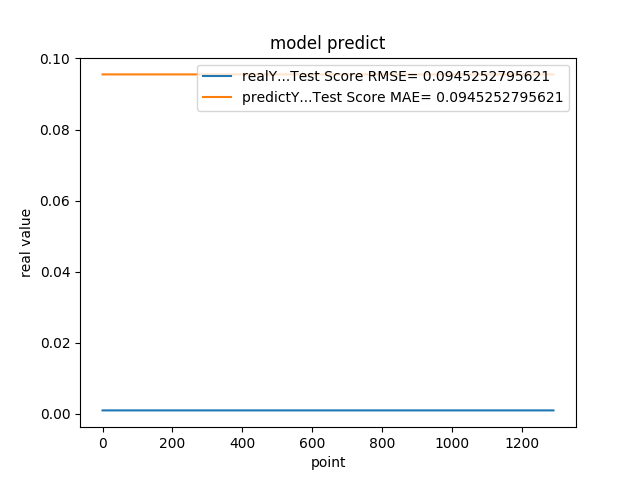 model predict
realY...Test Score RMSE= 0.0945252795621
predictY...Test Score MAE= 0.0945252795621
real value
0.10
0.08
0.06
0.04
0.02
0.00
0 200 400 600 800 1000 1200
point